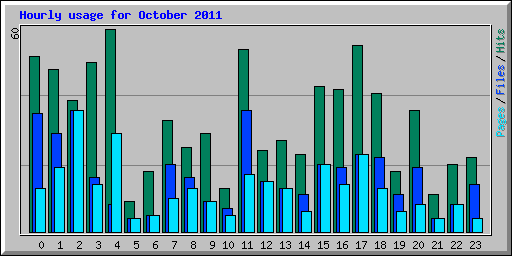 Hourly usage for October 2011
60
Pages/Files/Hits
0 1 2 3 4 5 6 7 8 9 10 11 12 13 14 15 16 17 18 19 20 21 22 23